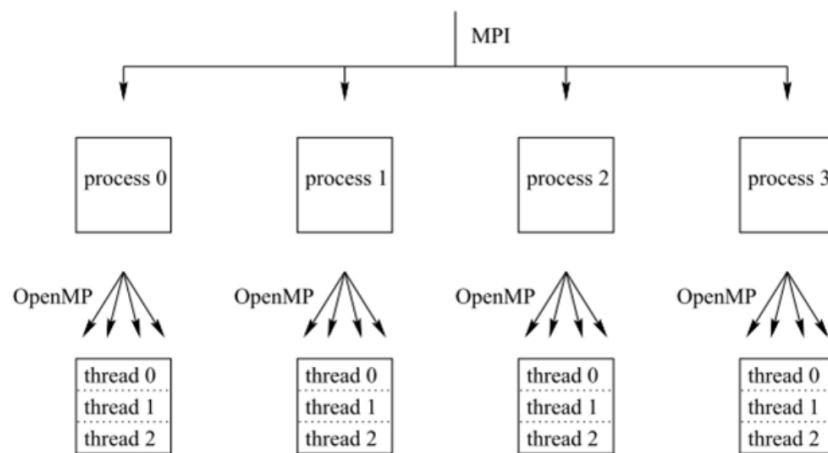 MPI
process 0 process 1 process 2 process 3
OpenMP OpenMP OpenMP OpenMP
thread 0 thread 0 thread 0 thread 0
thread 1 thread 1 thread 1 thread 1
thread 2 thread 2 thread 2 thread 2